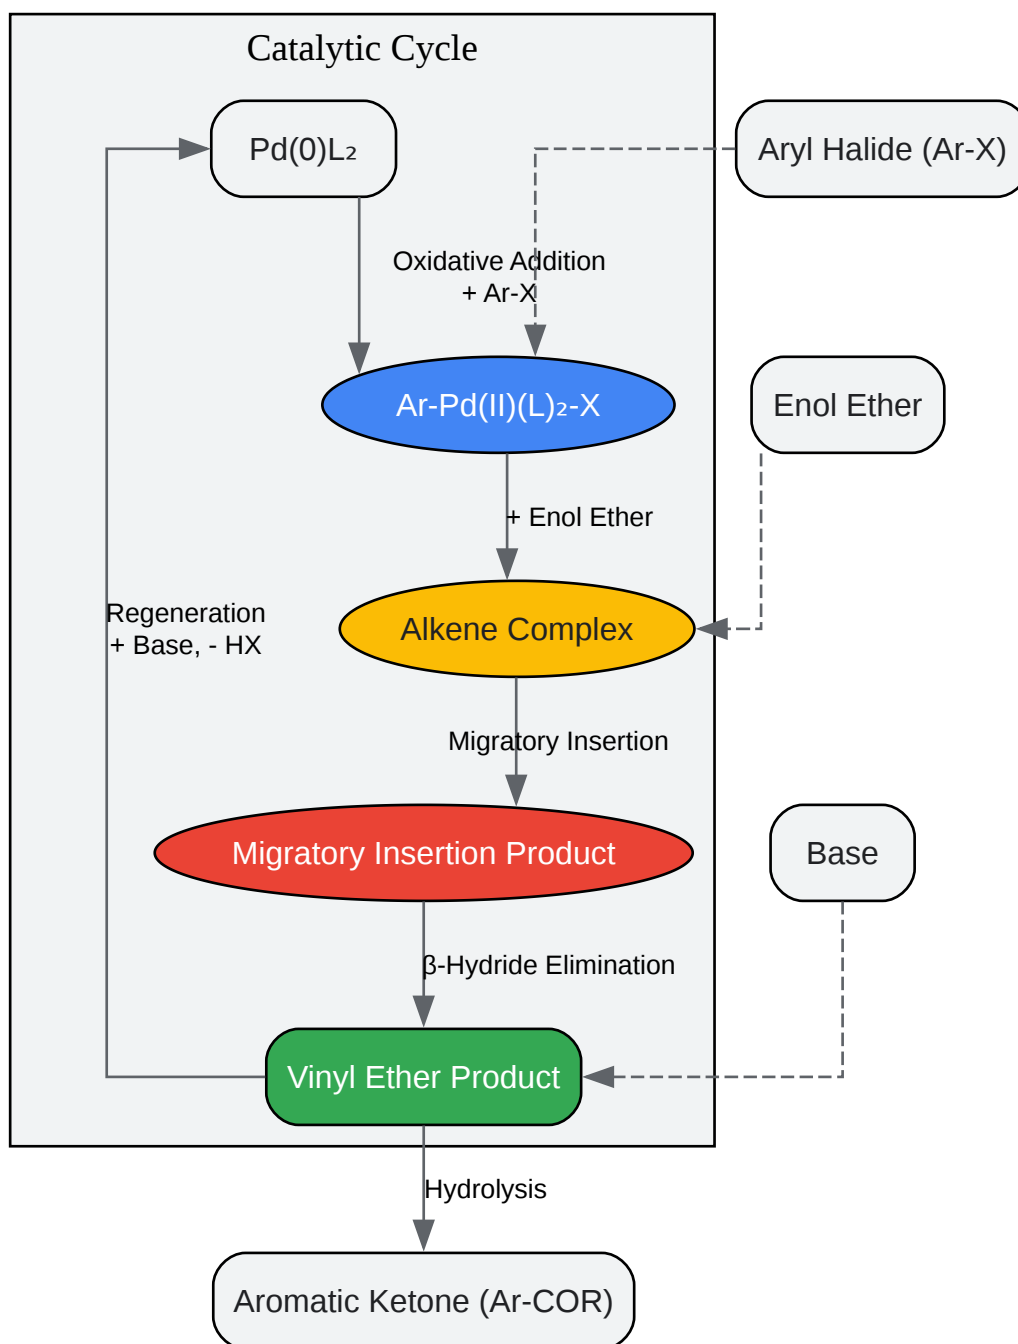 Catalytic Cycle
Pd(0)L₂
Aryl Halide (Ar-X)
Oxidative Addition
+ Ar-X
Ar-Pd(II)(L)₂-X
Enol Ether
+ Enol Ether
Regeneration
+ Base, - HX
Alkene Complex
Migratory Insertion
Migratory Insertion Product
Base
β-Hydride Elimination
Vinyl Ether Product
Hydrolysis
Aromatic Ketone (Ar-COR)